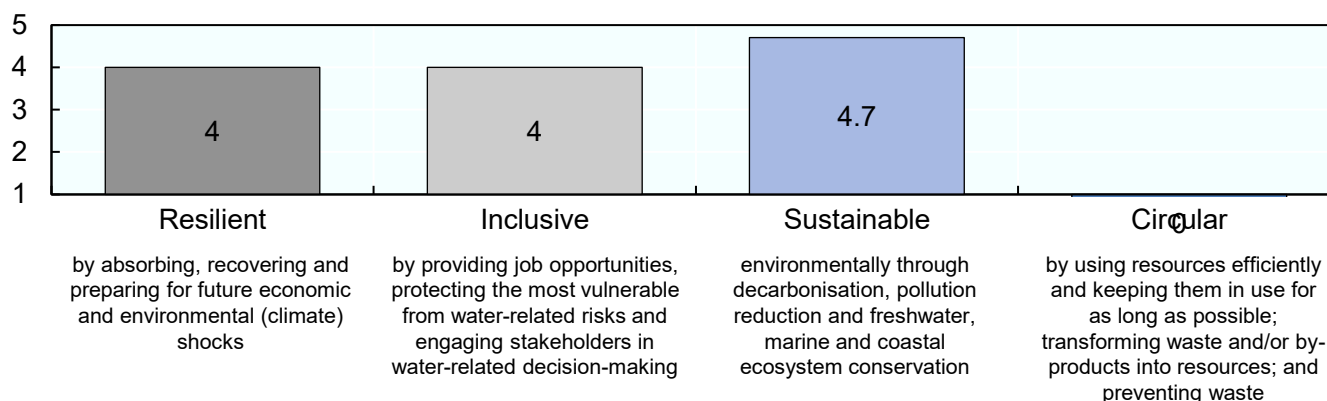 5
4
3
2
1
4
4
4.7
0
Resilient
Inclusive
Sustainable
Circular
by absorbing, recovering and
preparing for future economic
and environmental (climate)
shocks
by providing job opportunities,
protecting the most vulnerable
from water-related risks and
engaging stakeholders in
water-related decision-making
environmentally through
decarbonisation, pollution
reduction and freshwater,
marine and coastal
ecosystem conservation
by using resources efficiently
and keeping them in use for
as long as possible;
transforming waste and/or by-
products into resources; and
preventing waste